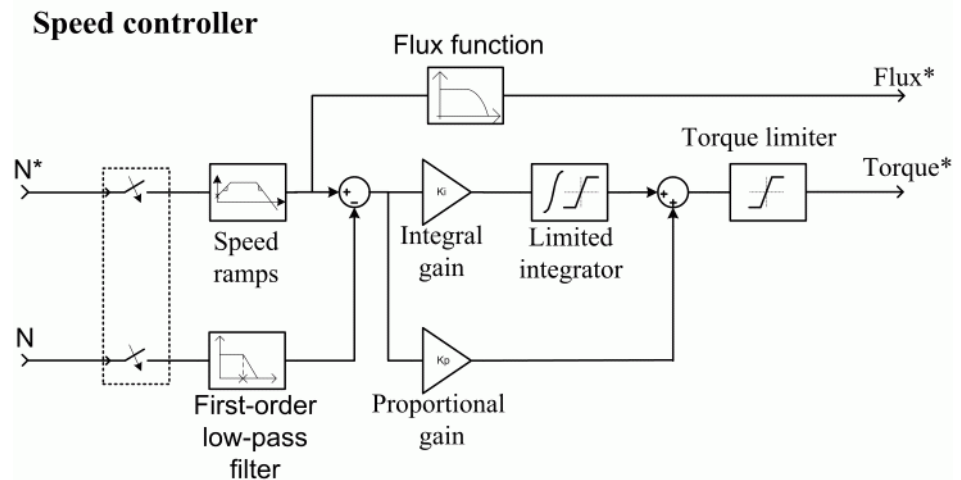 Speed controller
Flux function
Flux*
Torque limiter
N*
Torque*
Ki
+
−
+
+
Speed
ramps
Integral
gain
Limited
integrator
N
Kp
First-order
low-pass
filter
Proportional
gain